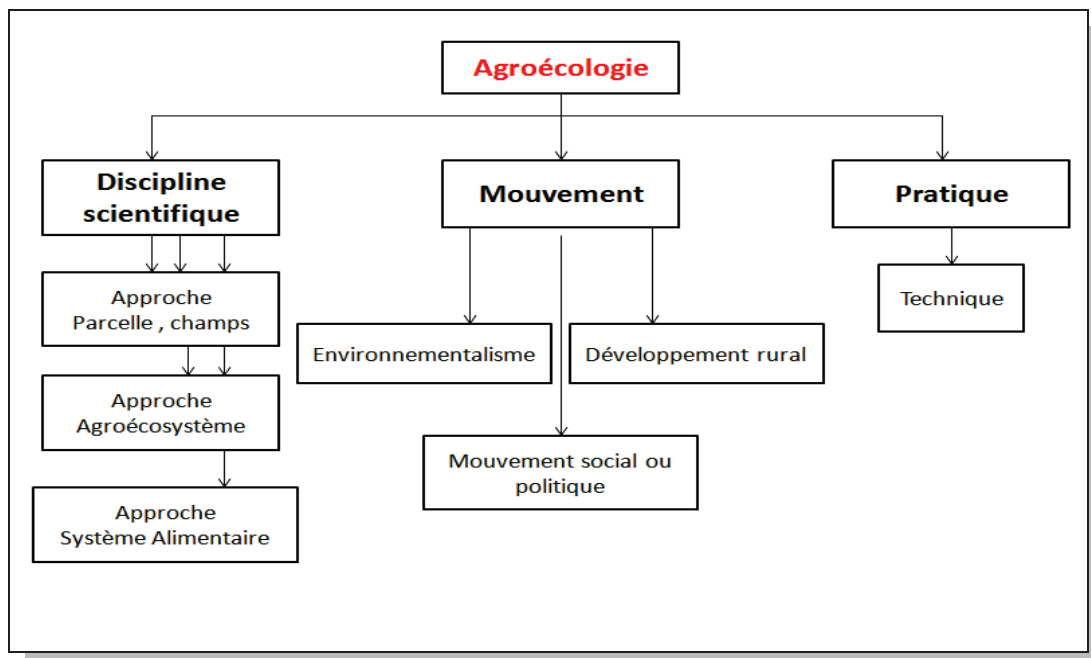 Agroécologie
Discipline
scientifique
Mouvement
Pratique
Approche
Parcelle , champs
Technique
Environnementalisme
Développement rural
Approche
Agroécosystème
Mouvement social ou
politique
Approche
Système Alimentaire